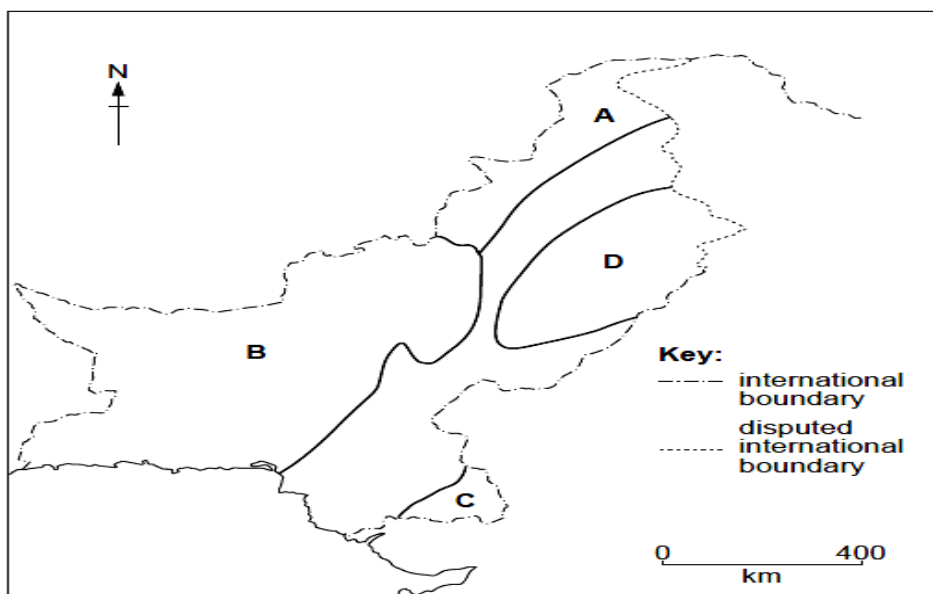 N
A
D
B
Key:
international
boundary
disputed
international
boundary
C
0 400
km